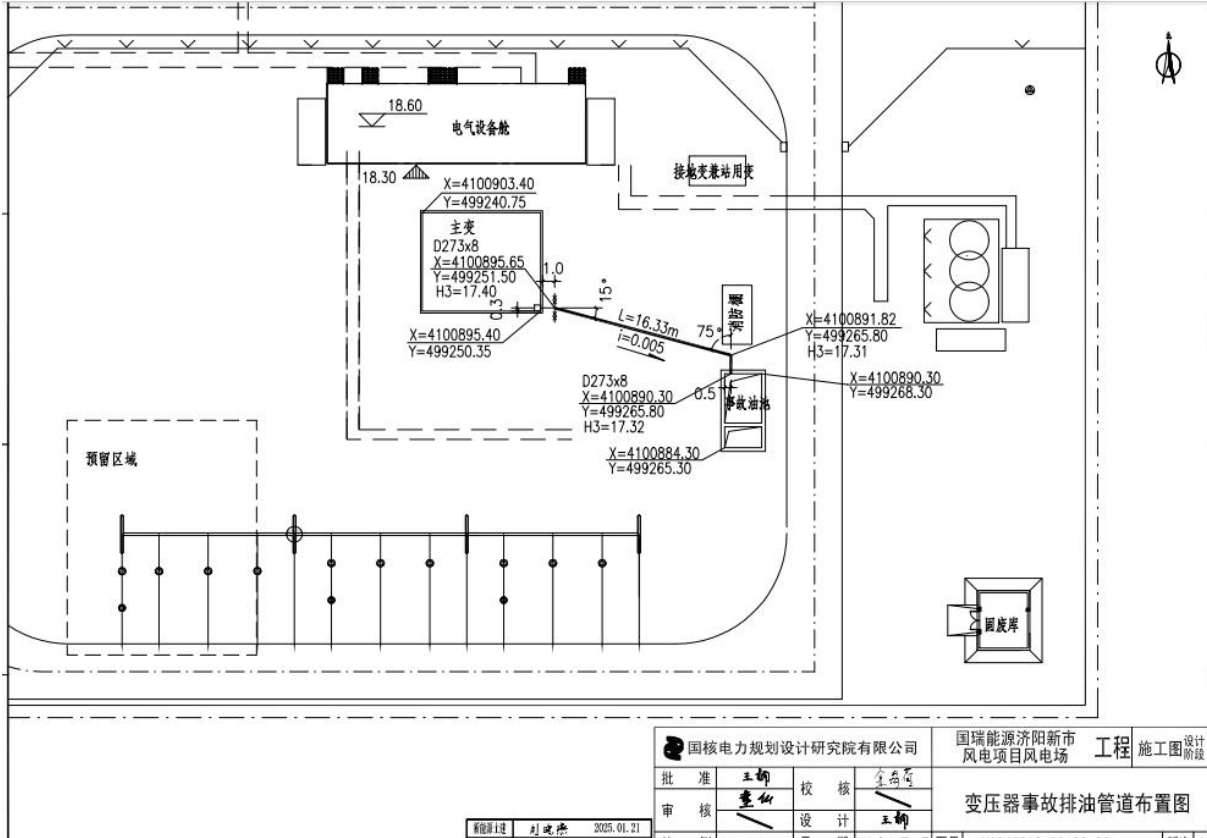 18.60
电气设备舱
18.30
接地变兼站用变
X=4100903.40
Y=499240.75
主变
D273x8
X=4100895.65
Y=499251.50
H3=17.40
1.0
0.3
15°
X=4100895.40
Y=499250.35
L=16.33m
i=0.005
75°
消防棚
X=4100891.82
Y=499265.80
H3=17.31
D273x8
X=4100890.30
Y=499265.80
H3=17.32
0.5
事故油池
X=4100890.30
Y=499268.30
X=4100884.30
Y=499265.30
预留区域
固废库
国核电力规划设计研究院有限公司
国瑞能源济阳新市
风电项目风电场
工程
施工图
设计
阶段
批 准
校 核
审 核
设 计
变压器事故排油管道布置图
2025.01.21